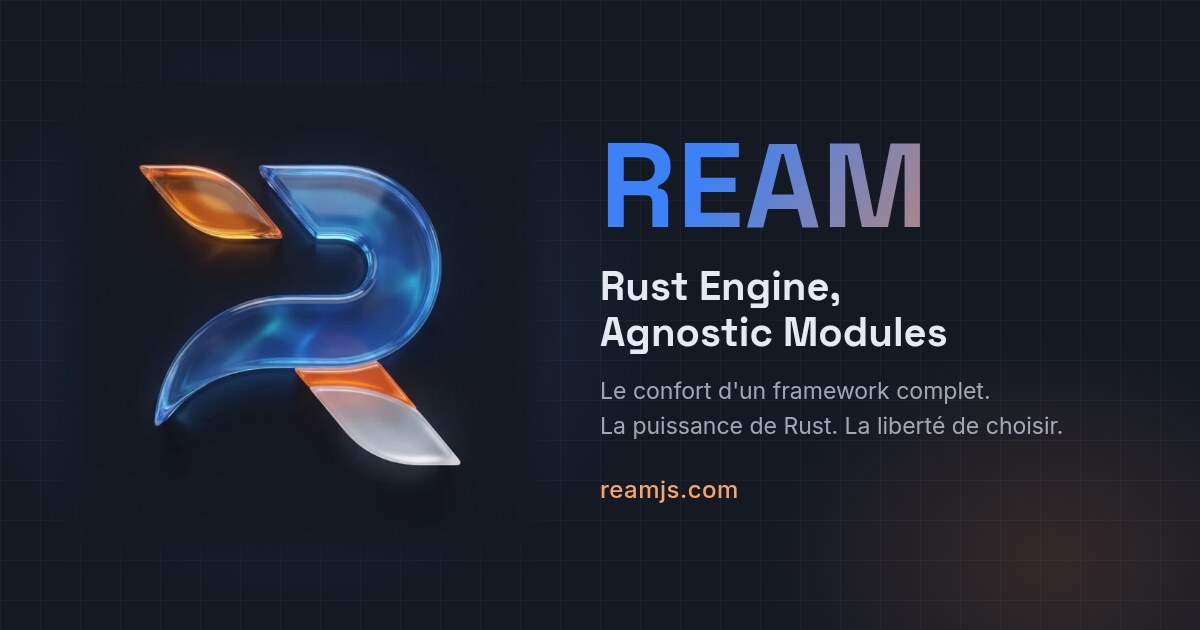 REAM
Rust Engine,
Agnostic Modules
Le confort d'un framework complet.
La puissance de Rust. La liberté de choisir.
reamjs.com